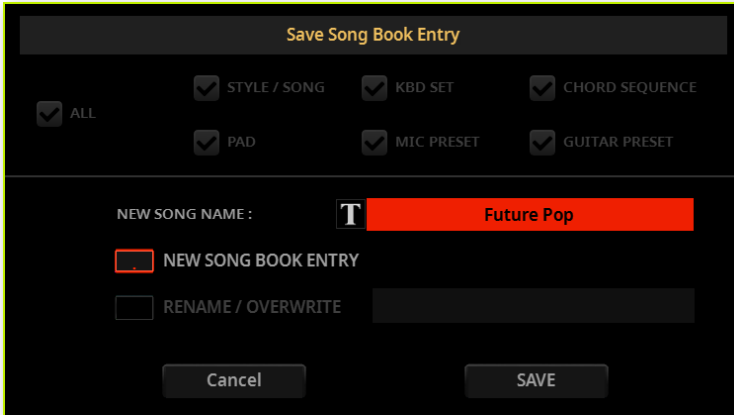 Save Song Book Entry
STYLE / SONG KBD SET CHORD SEQUENCE
ALL
PAD MIC PRESET GUITAR PRESET
NEW SONG NAME : T Future Pop
NEW SONG BOOK ENTRY
RENAME / OVERWRITE
Cancel SAVE